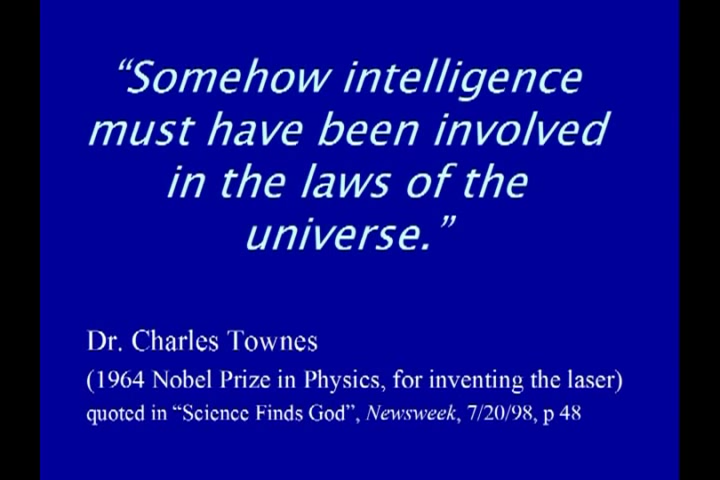 “Somehow intelligence
must have been involved
in the laws of the
universe.”
Dr. Charles Townes
(1964 Nobel Prize in Physics, for inventing the laser)
quoted in “Science Finds God”, Newsweek, 7/20/98, p 48